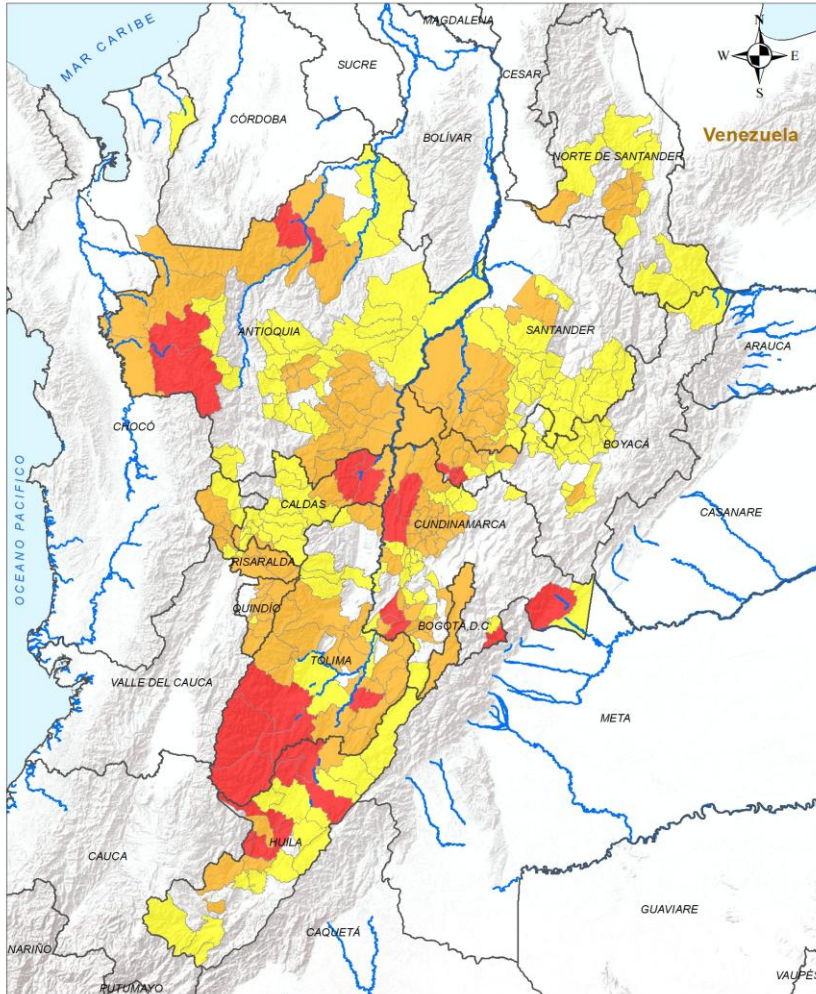 MAGDALENA
N
MAR CARIBE
SUCRE
W
E
CESAR
S
CÓRDOBA
BOLÍVAR
Venezuela
NORTE DE SANTANDER
ANTIOQUIA
SANTANDER
ARAUCA
CHOCÓ
BOYACÁ
OCEANO PACIFICO
CALDAS
CASANARE
CUNDINAMARCA
RISARALDA
QUINDÍO
BOGOTÁ,D.C
TOLIMA
VALLE DEL CAUCA
META
HUILA
CAUCA
GUAVIARE
CAQUETÁ
NARIÑO
PUTUMAYO
VAUPÉS